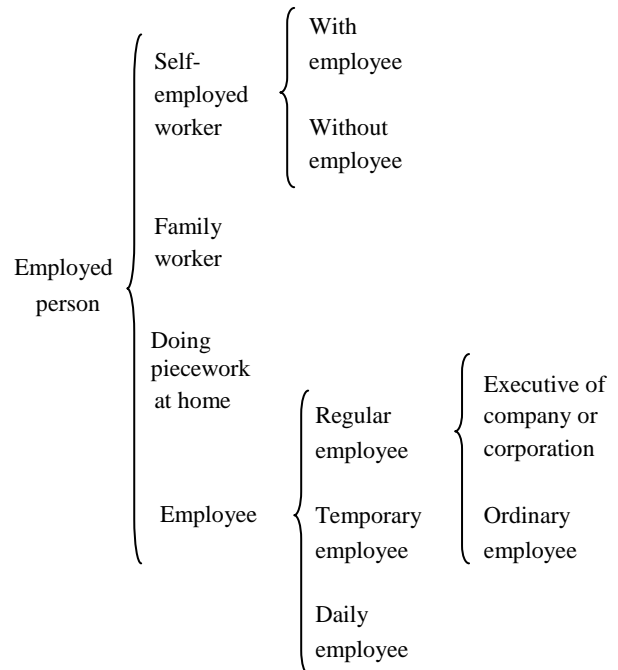 Employed
person
Self-
employed
worker
With
employee
Without
employee
Family
worker
Doing
piecework
at home
Employee
Regular
employee
Executive of
company or
corporation
Ordinary
employee
Temporary
employee
Daily
employee